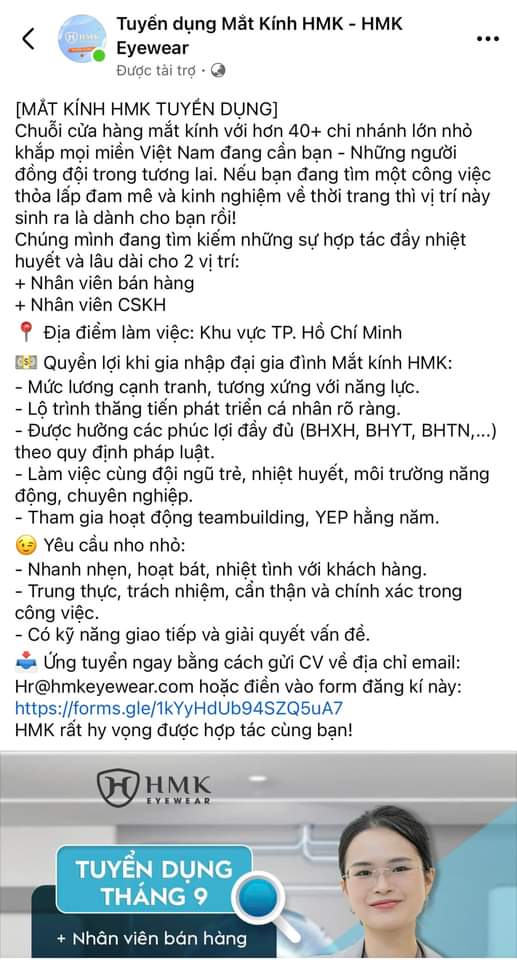 Tuyển dụng Mắt Kính HMK - HMK
Eyewear
Được tài trợ ·
[MẮT KÍNH HMK TUYỂN DỤNG]
Chuỗi cửa hàng mắt kính với hơn 40+ chi nhánh lớn nhỏ
khắp mọi miền Việt Nam đang cần bạn - Những người
đồng đội trong tương lai. Nếu bạn đang tìm một công việc
thỏa lấp đam mê và kinh nghiệm về thời trang thì vị trí này
sinh ra là dành cho bạn rồi!
Chúng mình đang tìm kiếm những sự hợp tác đầy nhiệt
huyết và lâu dài cho 2 vị trí:
+ Nhân viên bán hàng
+ Nhân viên CSKH
📍 Địa điểm làm việc: Khu vực TP. Hồ Chí Minh
💵 Quyền lợi khi gia nhập đại gia đình Mắt kính HMK:
- Mức lương cạnh tranh, tương xứng với năng lực.
- Lộ trình thăng tiến phát triển cá nhân rõ ràng.
- Được hưởng các phúc lợi đầy đủ (BHXH, BHYT, BHTN,...)
theo quy định pháp luật.
- Làm việc cùng đội ngũ trẻ, nhiệt huyết, môi trường năng
động, chuyên nghiệp.
- Tham gia hoạt động teambuilding, YEP hằng năm.
😉 Yêu cầu nho nhỏ:
- Nhanh nhẹn, hoạt bát, nhiệt tình với khách hàng.
- Trung thực, trách nhiệm, cẩn thận và chính xác trong
công việc.
- Có kỹ năng giao tiếp và giải quyết vấn đề.
📥 Ứng tuyển ngay bằng cách gửi CV về địa chỉ email:
Hr@hmkeyewear.com hoặc điền vào form đăng kí này:
https://forms.gle/1kYyHdUb94SZQ5uA7
HMK rất hy vọng được hợp tác cùng bạn!
HMK
EYEWEAR
TUYỂN DỤNG
THÁNG 9
+ Nhân viên bán hàng